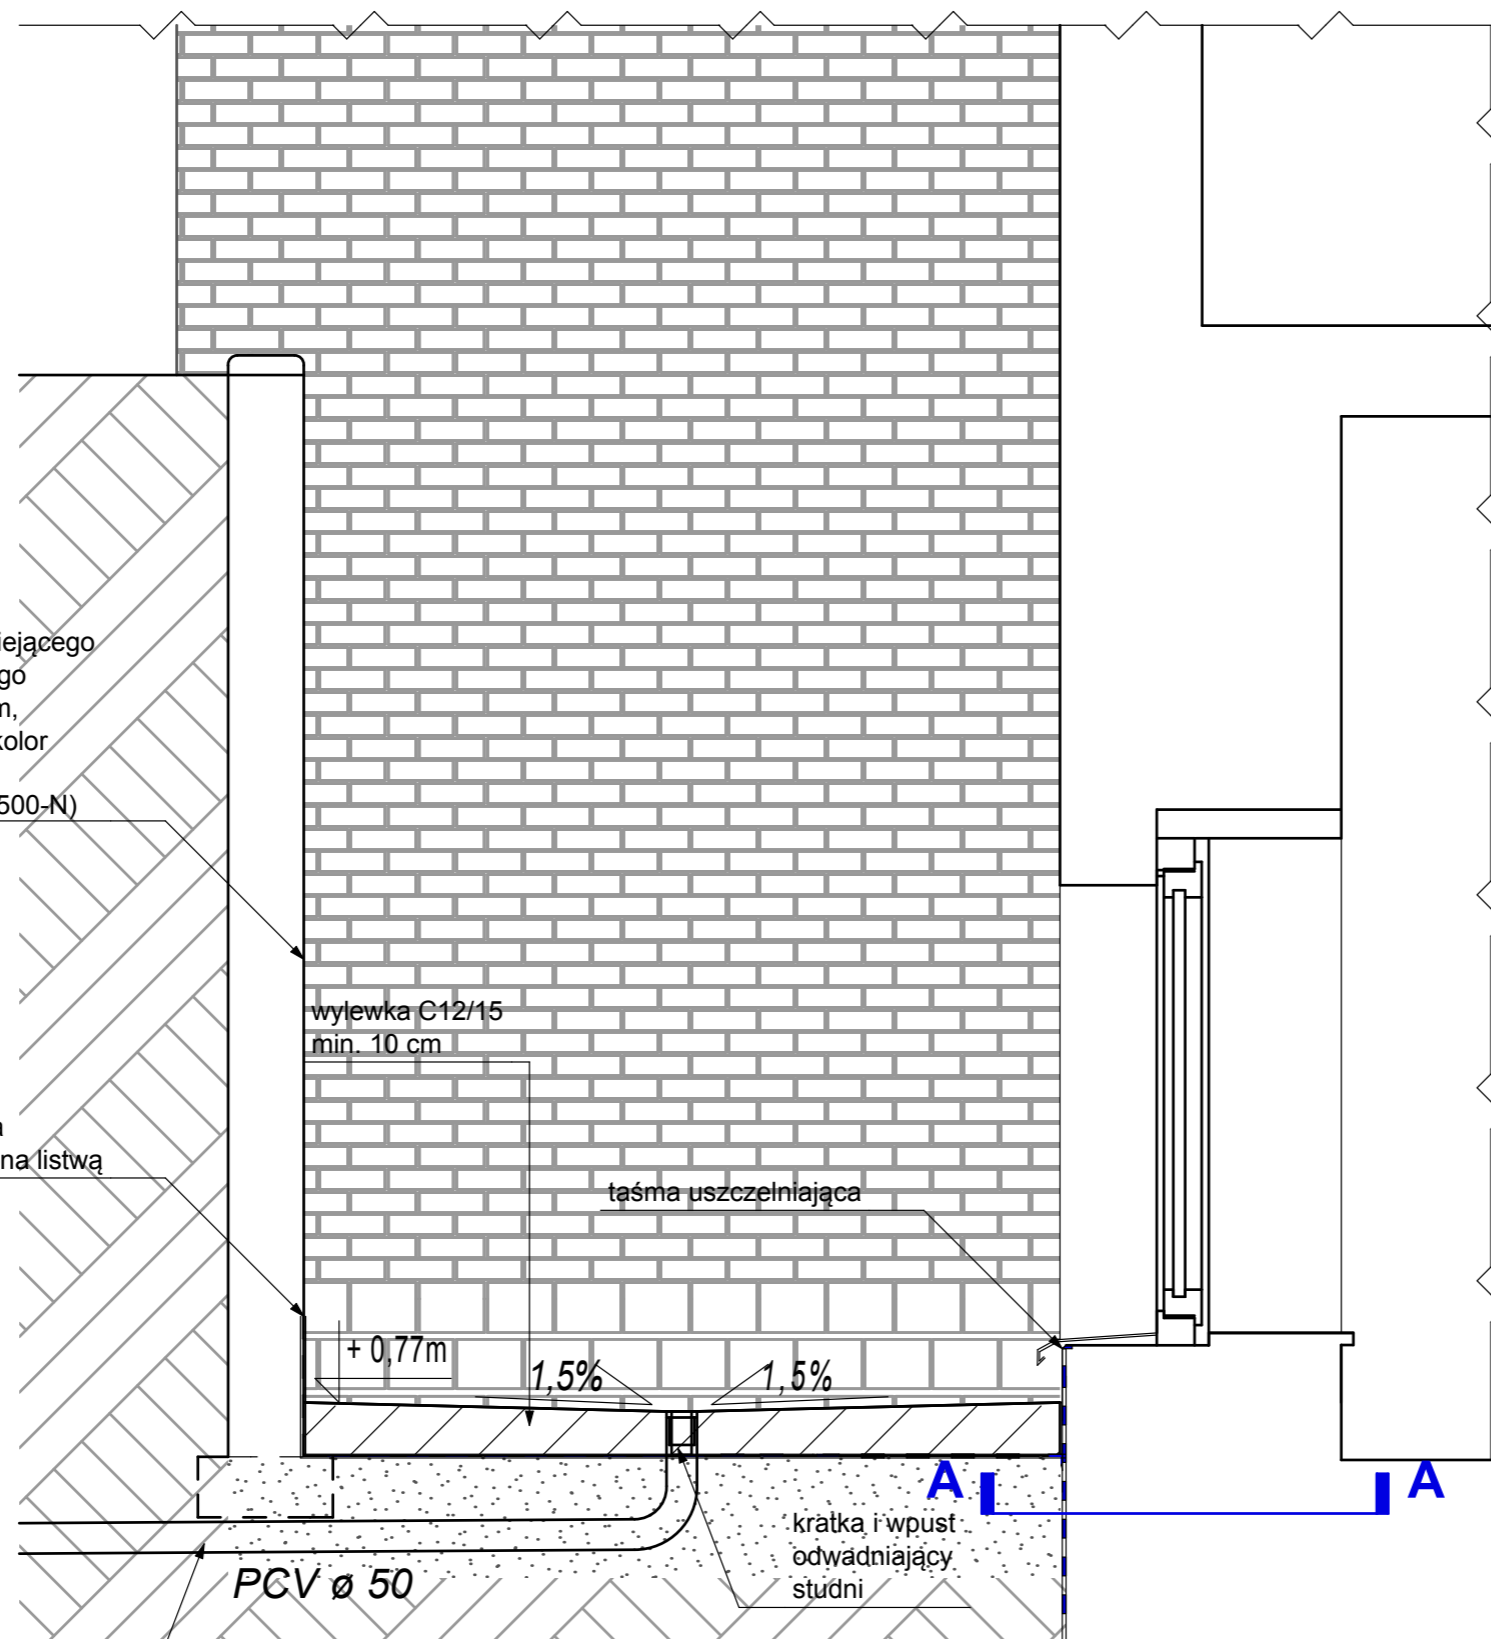 iejącego
go
m,
kolor
500-N)
wylewka C12/15
min. 10 cm
a
na listwą
taśma uszczelniająca
+ 0,77m
1,5%
1,5%
A
A
kratka i wpust
odwadniający
studni
PCV ø 50